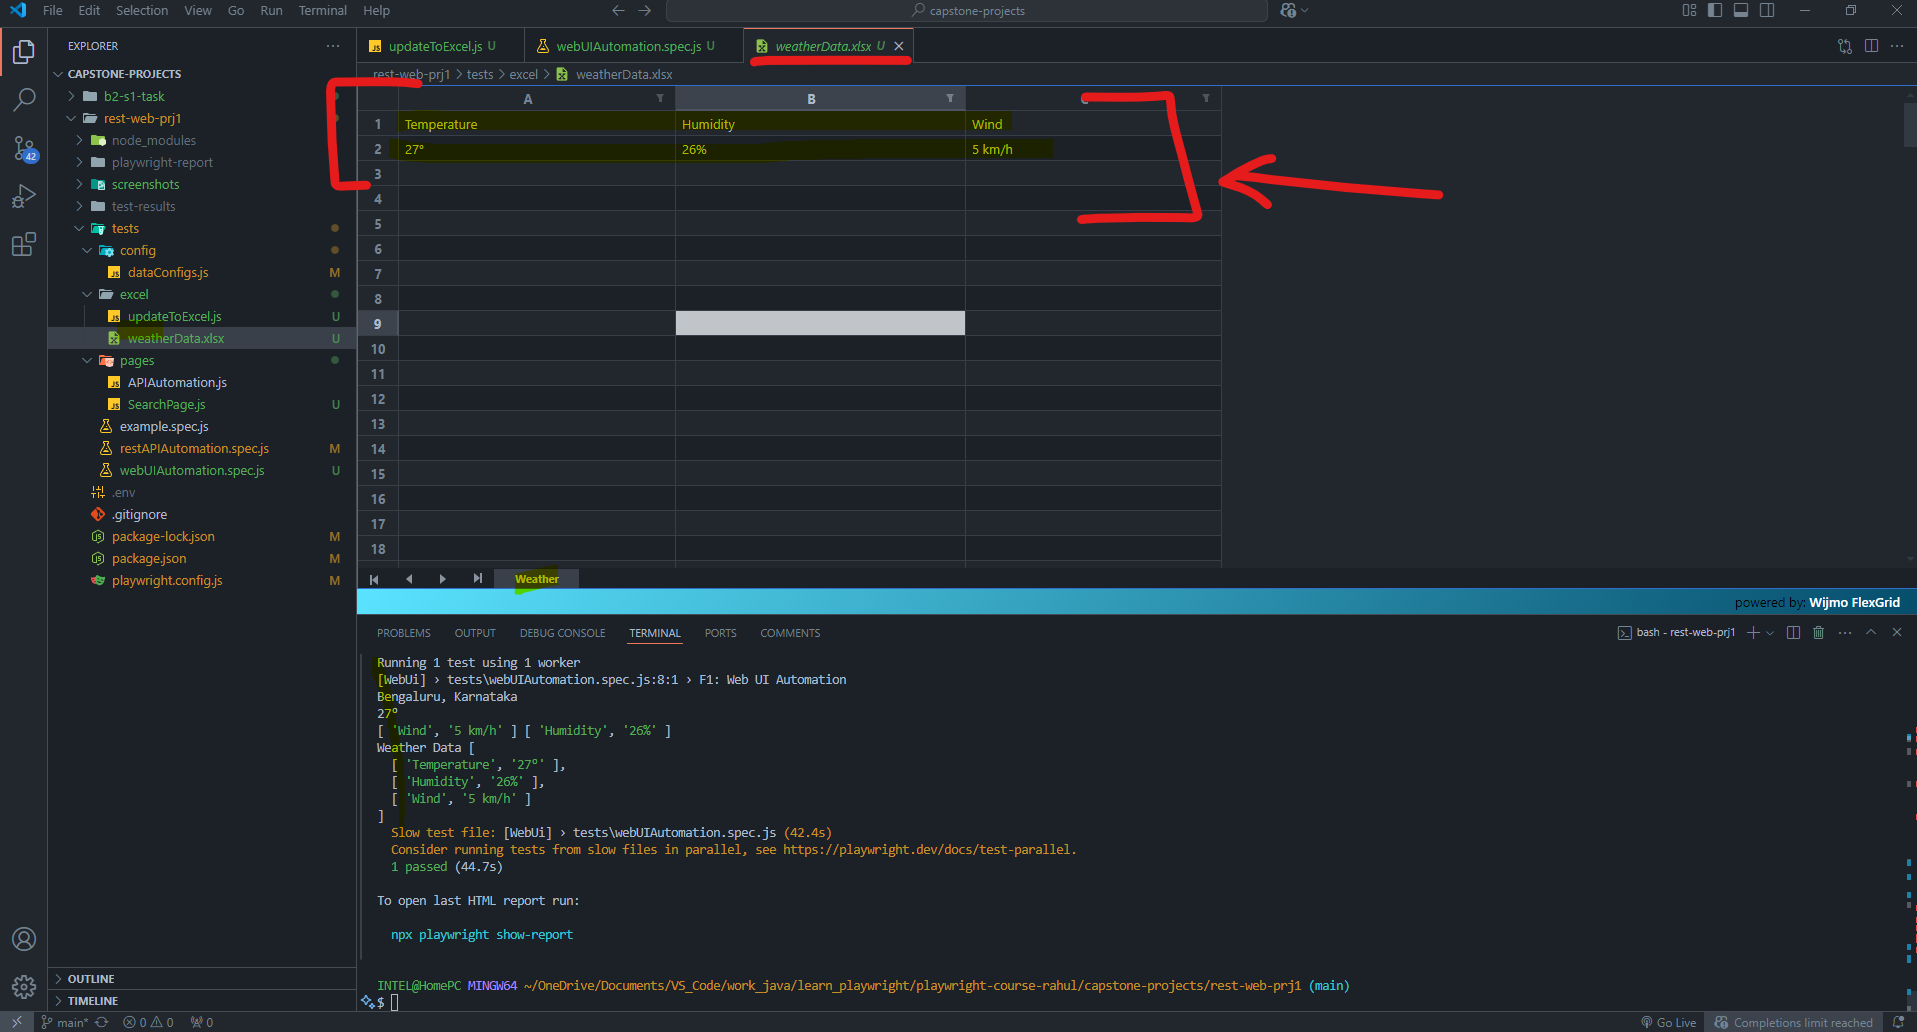 File Edit Selection View Go Run Terminal Help
capstone-projects
EXPLORER
updateToExcel.js U
webUIAutomation.spec.js U
weatherData.xlsx U
CAPSTONE-PROJECTS
b2-s1-task
rest-web-prj1
node_modules
playwright-report
screenshots
test-results
tests
config
dataConfigs.js M
excel
updateToExcel.js U
weatherData.xlsx U
pages
APIAutomation.js
SearchPage.js U
example.spec.js
restAPIAutomation.spec.js M
webUIAutomation.spec.js U
.env
.gitignore
package-lock.json M
package.json M
playwright.config.js M
OUTLINE
TIMELINE
42
rest-web-prj1 > tests > excel > weatherData.xlsx
A B
1 Temperature Humidity Wind
2 27° 26% 5 km/h
3
4
5
6
7
8
9
10
11
12
13
14
15
16
17
18
Weather
powered by: Wijmo FlexGrid
PROBLEMS OUTPUT DEBUG CONSOLE TERMINAL PORTS COMMENTS
bash - rest-web-prj1
Running 1 test using 1 worker
[WebUi] › tests\webUIAutomation.spec.js:8:1 › F1: Web UI Automation
Bengaluru, Karnataka
27°
[ 'Wind', '5 km/h' ] [ 'Humidity', '26%' ]
Weather Data [
[ 'Temperature', '27°' ],
[ 'Humidity', '26%' ],
[ 'Wind', '5 km/h' ]
]
Slow test file: [WebUi] › tests\webUIAutomation.spec.js (42.4s)
Consider running tests from slow files in parallel, see https://playwright.dev/docs/test-parallel.
1 passed (44.7s)
To open last HTML report run:
npx playwright show-report
INTEL@HomePC MINGW64 ~/OneDrive/Documents/VS_Code/work_java/learn_playwright/playwright-course-rahul/capstone-projects/rest-web-prj1 (main)
$
main* 0 0 0
Go Live Completions limit reached